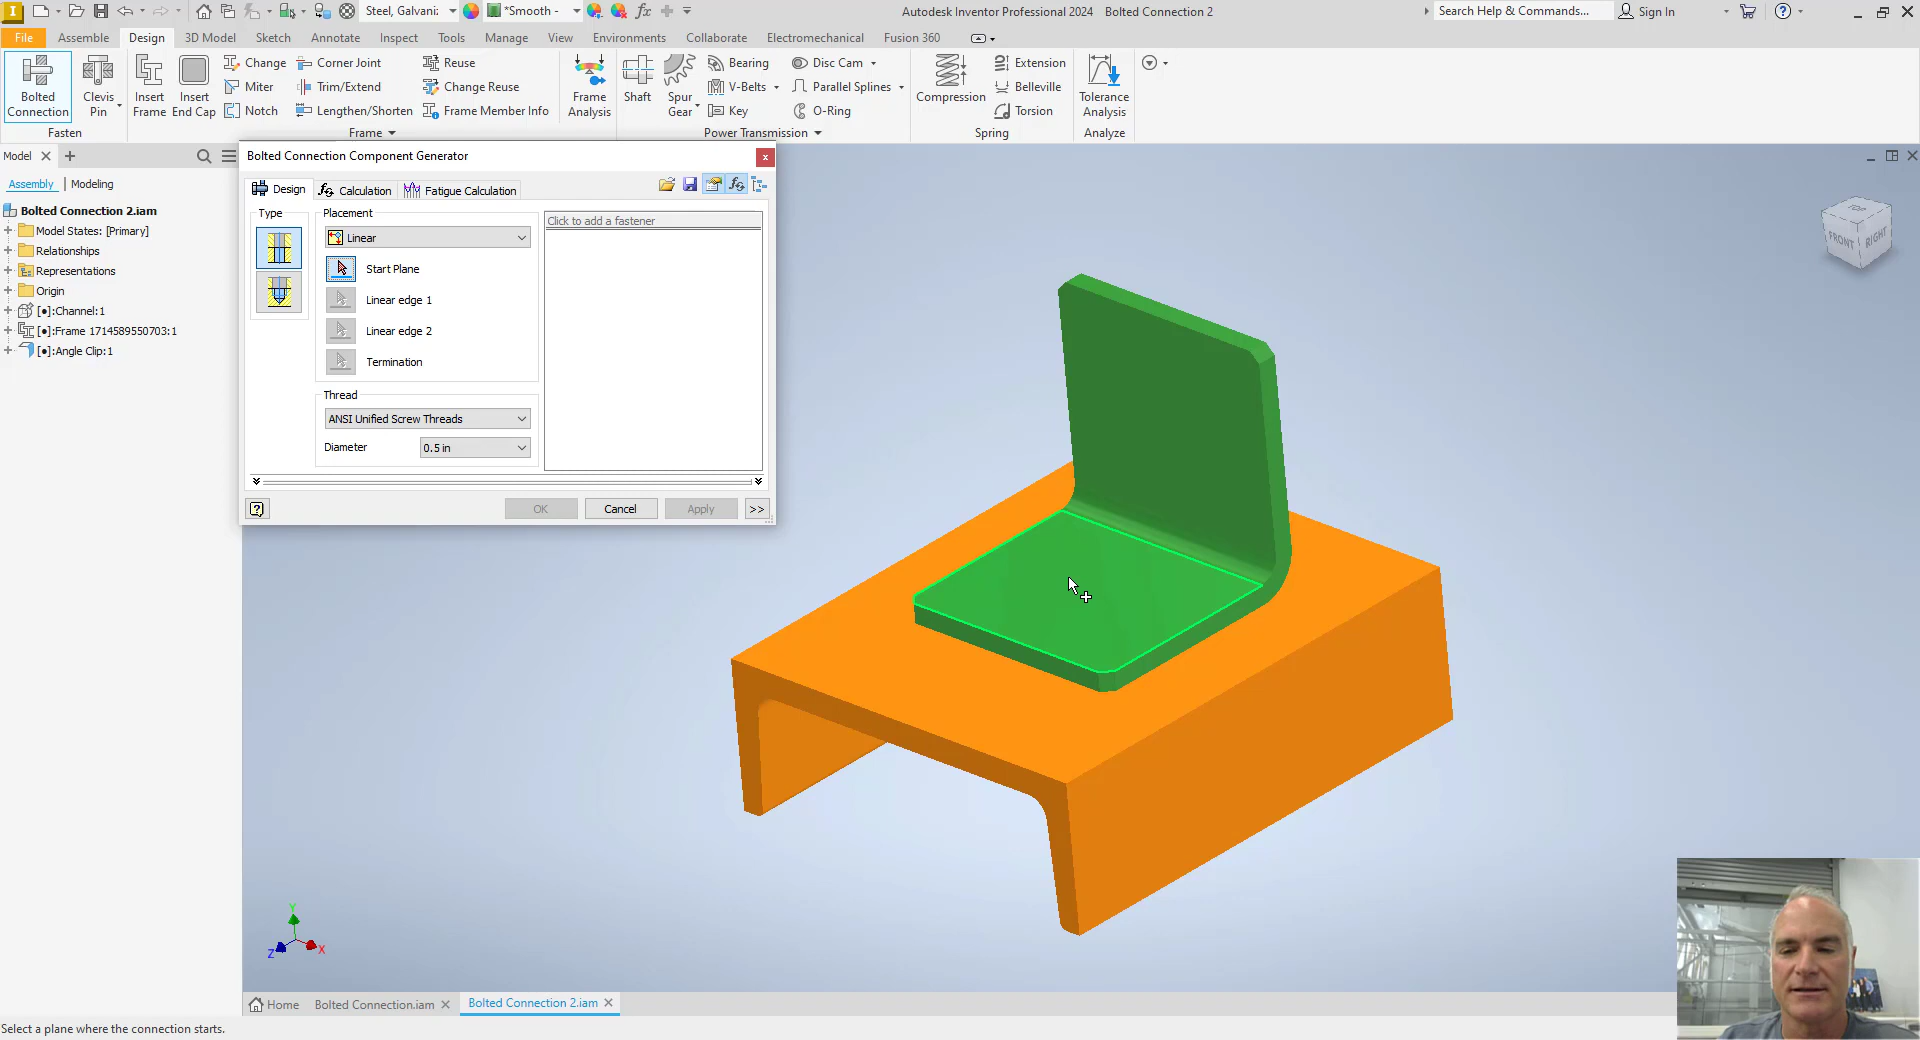 Steel, Galvani
*Smooth -
Autodesk Inventor Professional 2024 Bolted Connection 2
Search Help & Commands...
Sign In
File Assemble Design 3D Model Sketch Annotate Inspect Tools Manage View Environments Collaborate Electromechanical Fusion 360
Bolted Connection
Clevis Pin
Fasten
Insert Frame
Insert End Cap
Change
Miter
Notch
Corner Joint
Trim/Extend
Lengthen/Shorten
Reuse
Change Reuse
Frame Member Info
Frame
Frame Analysis
Shaft
Spur Gear
Bearing
V-Belts
Key
Disc Cam
Parallel Splines
O-Ring
Power Transmission
Compression
Extension
Belleville
Torsion
Spring
Tolerance Analysis
Analyze
Model
Assembly Modeling
Bolted Connection 2.iam
Model States: [Primary]
Relationships
Representations
Origin
[●]:Channel:1
[●]:Frame 1714589550703:1
[●]:Angle Clip:1
Bolted Connection Component Generator
x
Design Calculation Fatigue Calculation
Type
Placement
Linear
Start Plane
Linear edge 1
Linear edge 2
Termination
Thread
ANSI Unified Screw Threads
Diameter 0.5 in
Click to add a fastener
OK Cancel Apply >>
TOP
FRONT
RIGHT
Y
Z
X
Home Bolted Connection.iam Bolted Connection 2.iam
Select a plane where the connection starts.